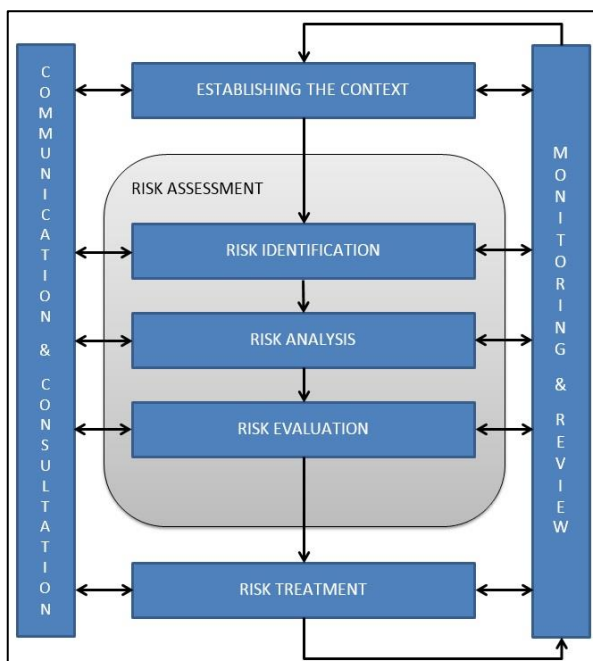 COMMUNICATION & CONSULTATION
ESTABLISHING THE CONTEXT
RISK ASSESSMENT
RISK IDENTIFICATION
RISK ANALYSIS
RISK EVALUATION
RISK TREATMENT
MONITORING & REVIEW